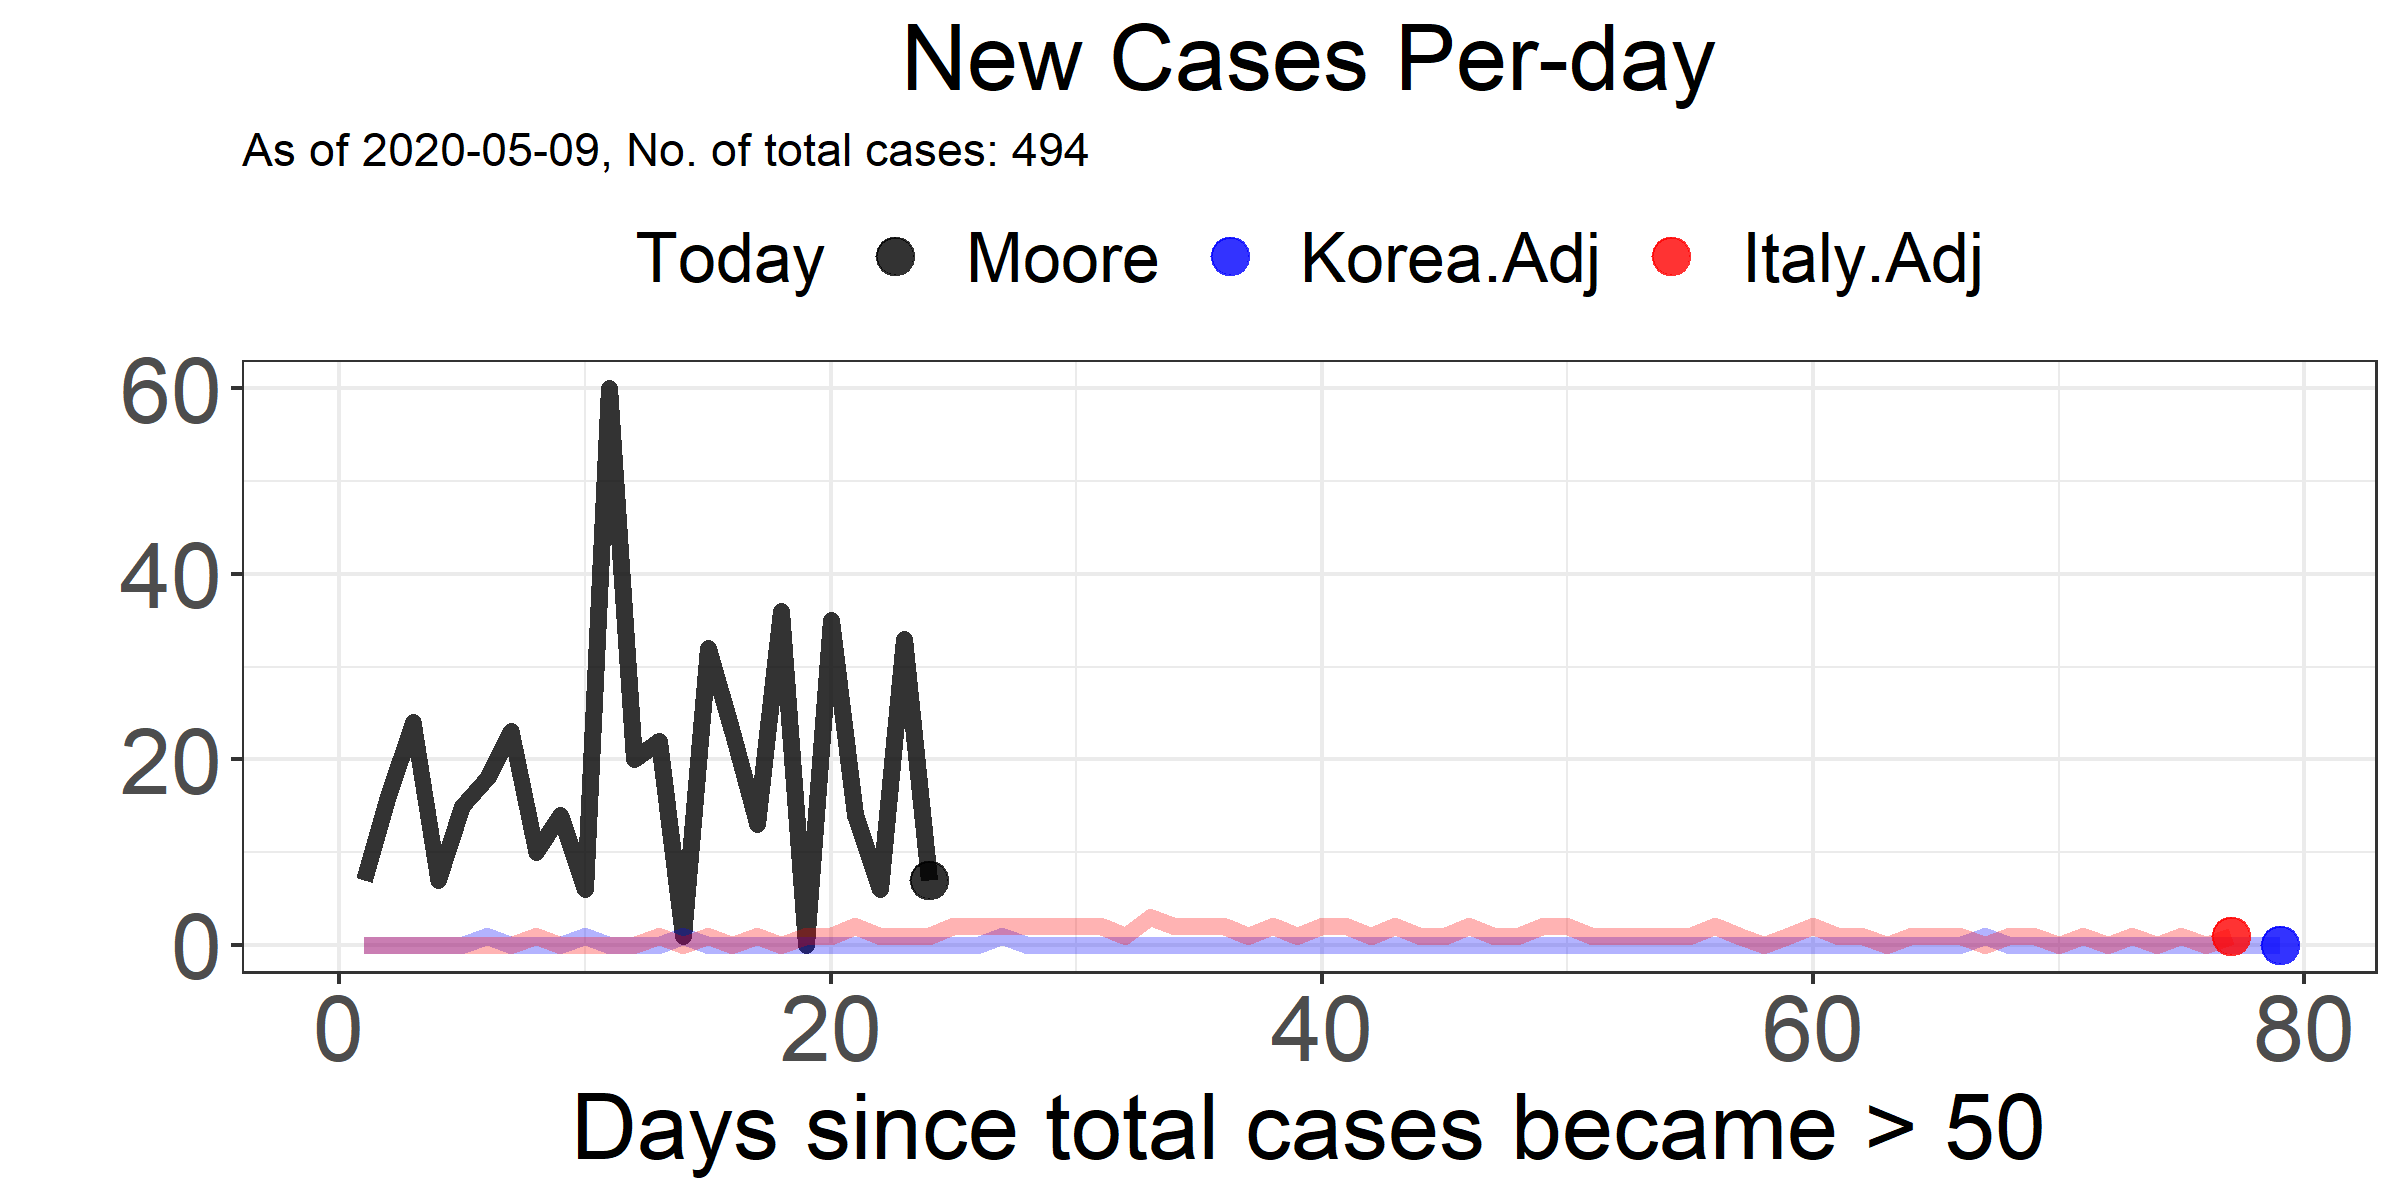 New Cases Per-day
As of 2020-05-09, No. of total cases: 494
Today Moore Korea.Adj Italy.Adj
60
40
20
0
0 20 40 60 80
Days since total cases became > 50